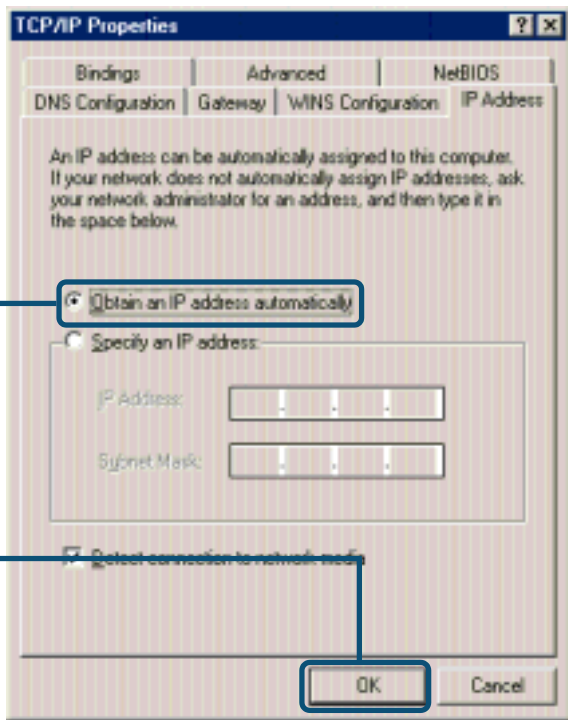 TCP/IP Properties
Bindings Advanced NetBIOS
DNS Configuration Gateway WINS Configuration IP Address
An IP address can be automatically assigned to this computer.
If your network does not automatically assign IP addresses, ask
your network administrator for an address, and then type it in
the space below.
Obtain an IP address automatically
Specify an IP address:
IP Address:
Subnet Mask:
Detect connection to network media
OK Cancel